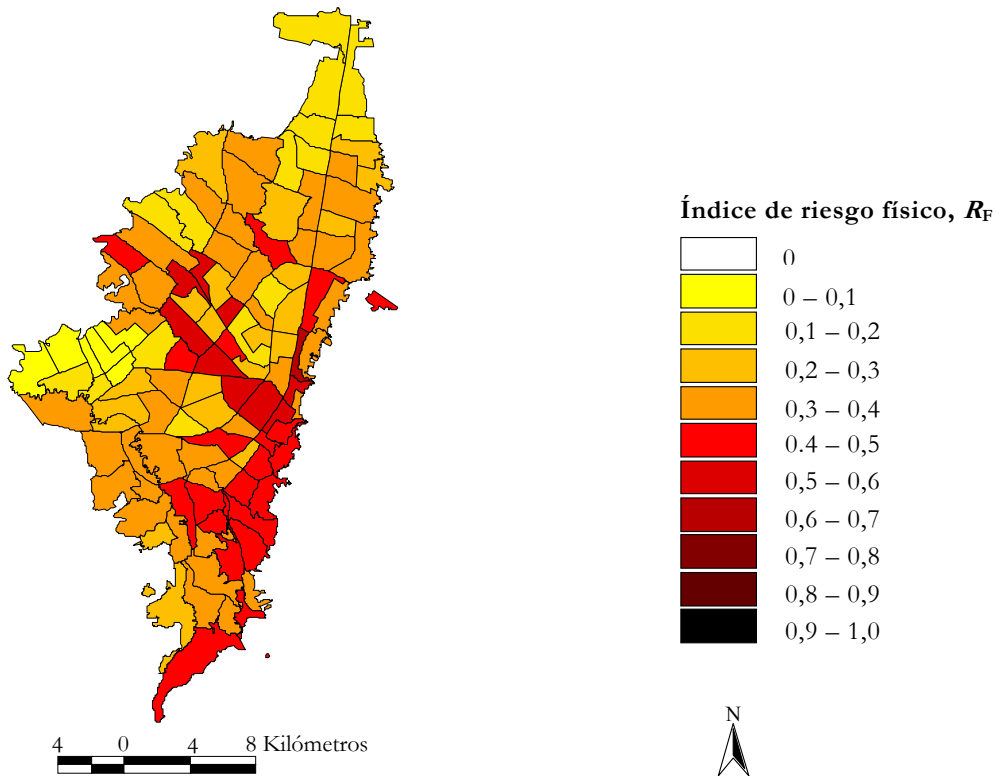 Índice de riesgo físico, RF
0
0 – 0,1
0,1 – 0,2
0,2 – 0,3
0,3 – 0,4
0.4 – 0,5
0,5 – 0,6
0,6 – 0,7
0,7 – 0,8
0,8 – 0,9
0,9 – 1,0
N
4 0 4 8 Kilómetros